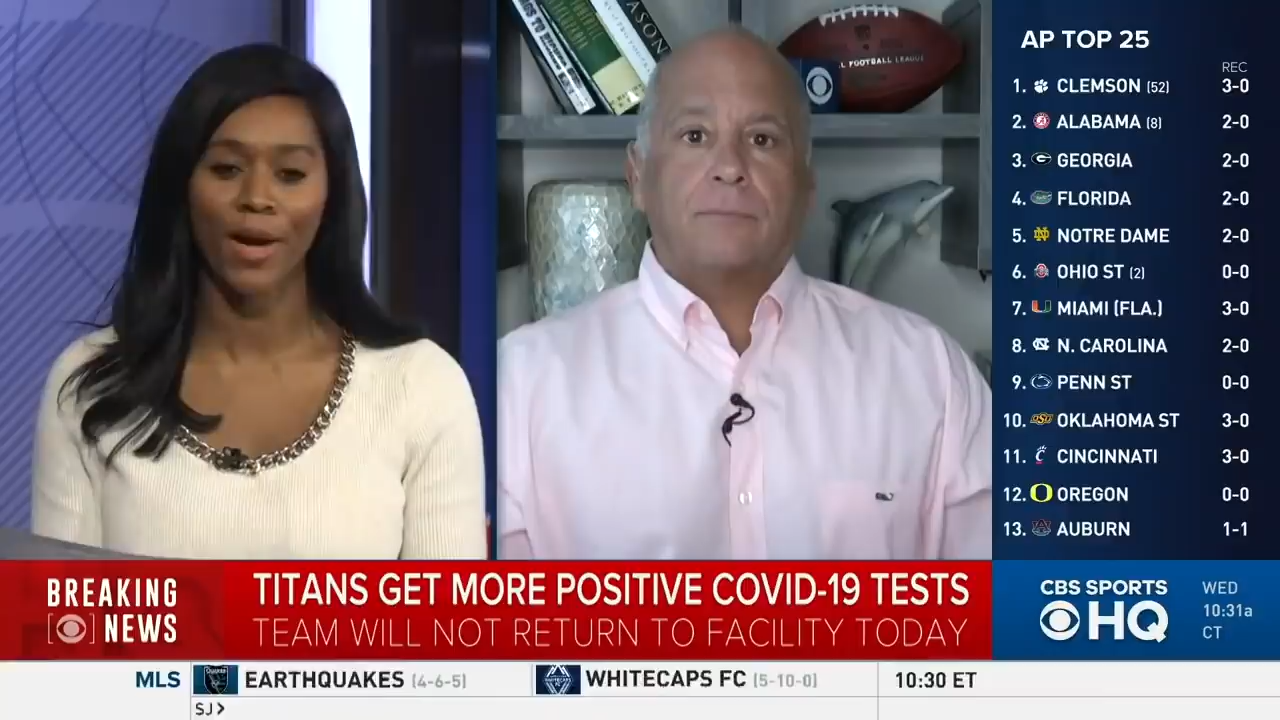 ASON
L FOOTBALL LEAGUE
AP TOP 25
REC
1. CLEMSON (52) 3-0
2. ALABAMA (8) 2-0
3. GEORGIA 2-0
4. FLORIDA 2-0
5. NOTRE DAME 2-0
6. OHIO ST (2) 0-0
7. MIAMI (FLA.) 3-0
8. N. CAROLINA 2-0
9. PENN ST 0-0
10. OKLAHOMA ST 3-0
11. CINCINNATI 3-0
12. OREGON 0-0
13. AUBURN 1-1
BREAKING
NEWS
TITANS GET MORE POSITIVE COVID-19 TESTS
TEAM WILL NOT RETURN TO FACILITY TODAY
CBS SPORTS
HQ
WED
10:31a
CT
MLS EARTHQUAKES (4-6-5) WHITECAPS FC (5-10-0) 10:30 ET
SJ>